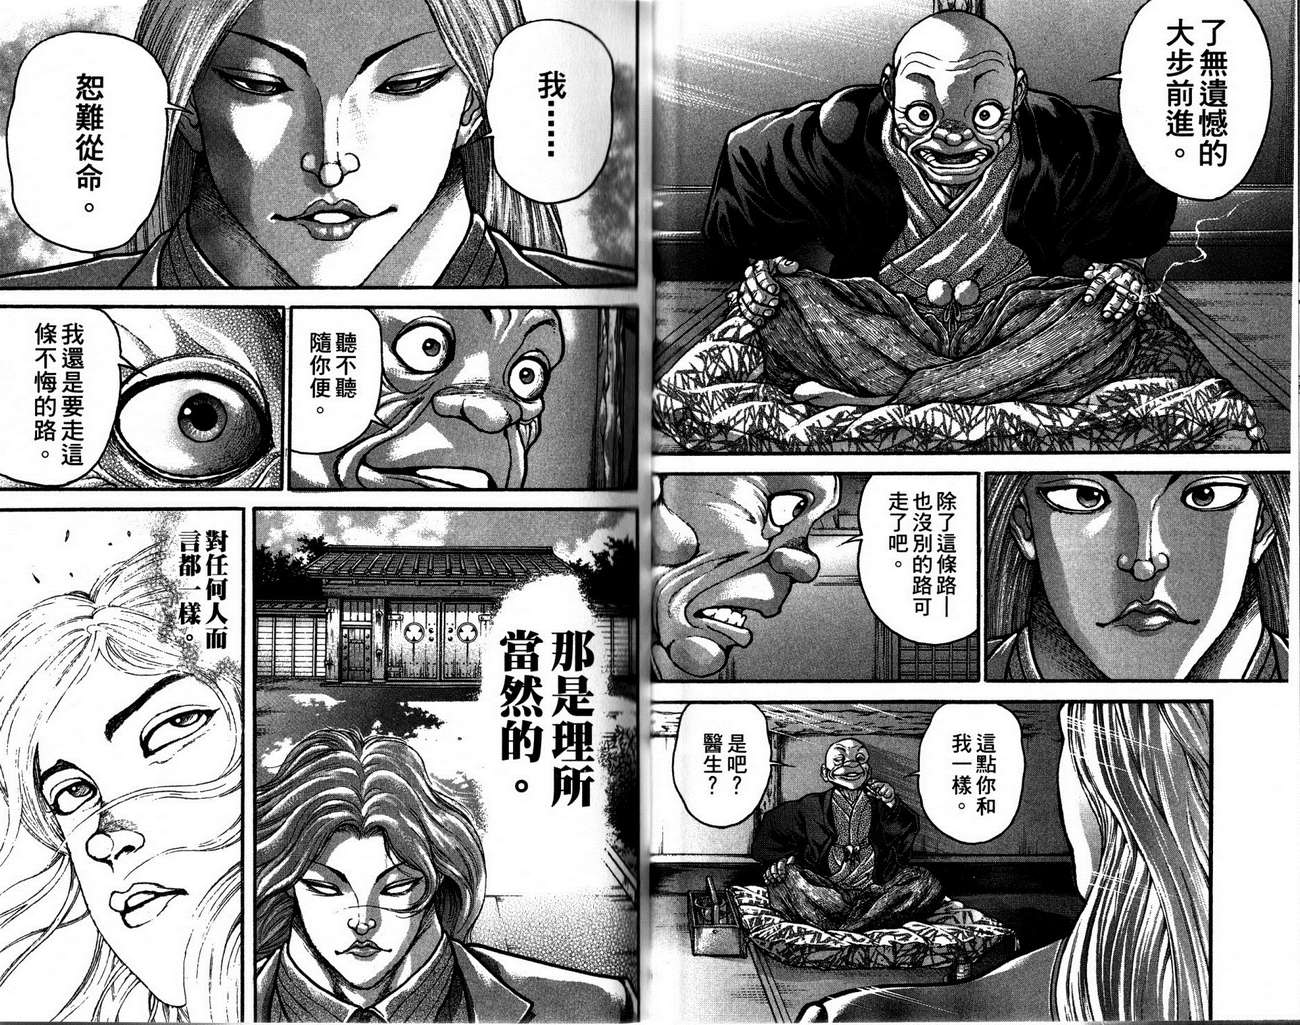 了無遺憾的
大步前進。
除了這條路—
也沒別的路可
走了吧。
這點你和
我一樣。
是吧？
醫生？
我……
恕難從命。
聽不聽
隨你便。
我還是要走這
條不悔的路。
那是理所
當然的。
對任何人而
言都一樣。